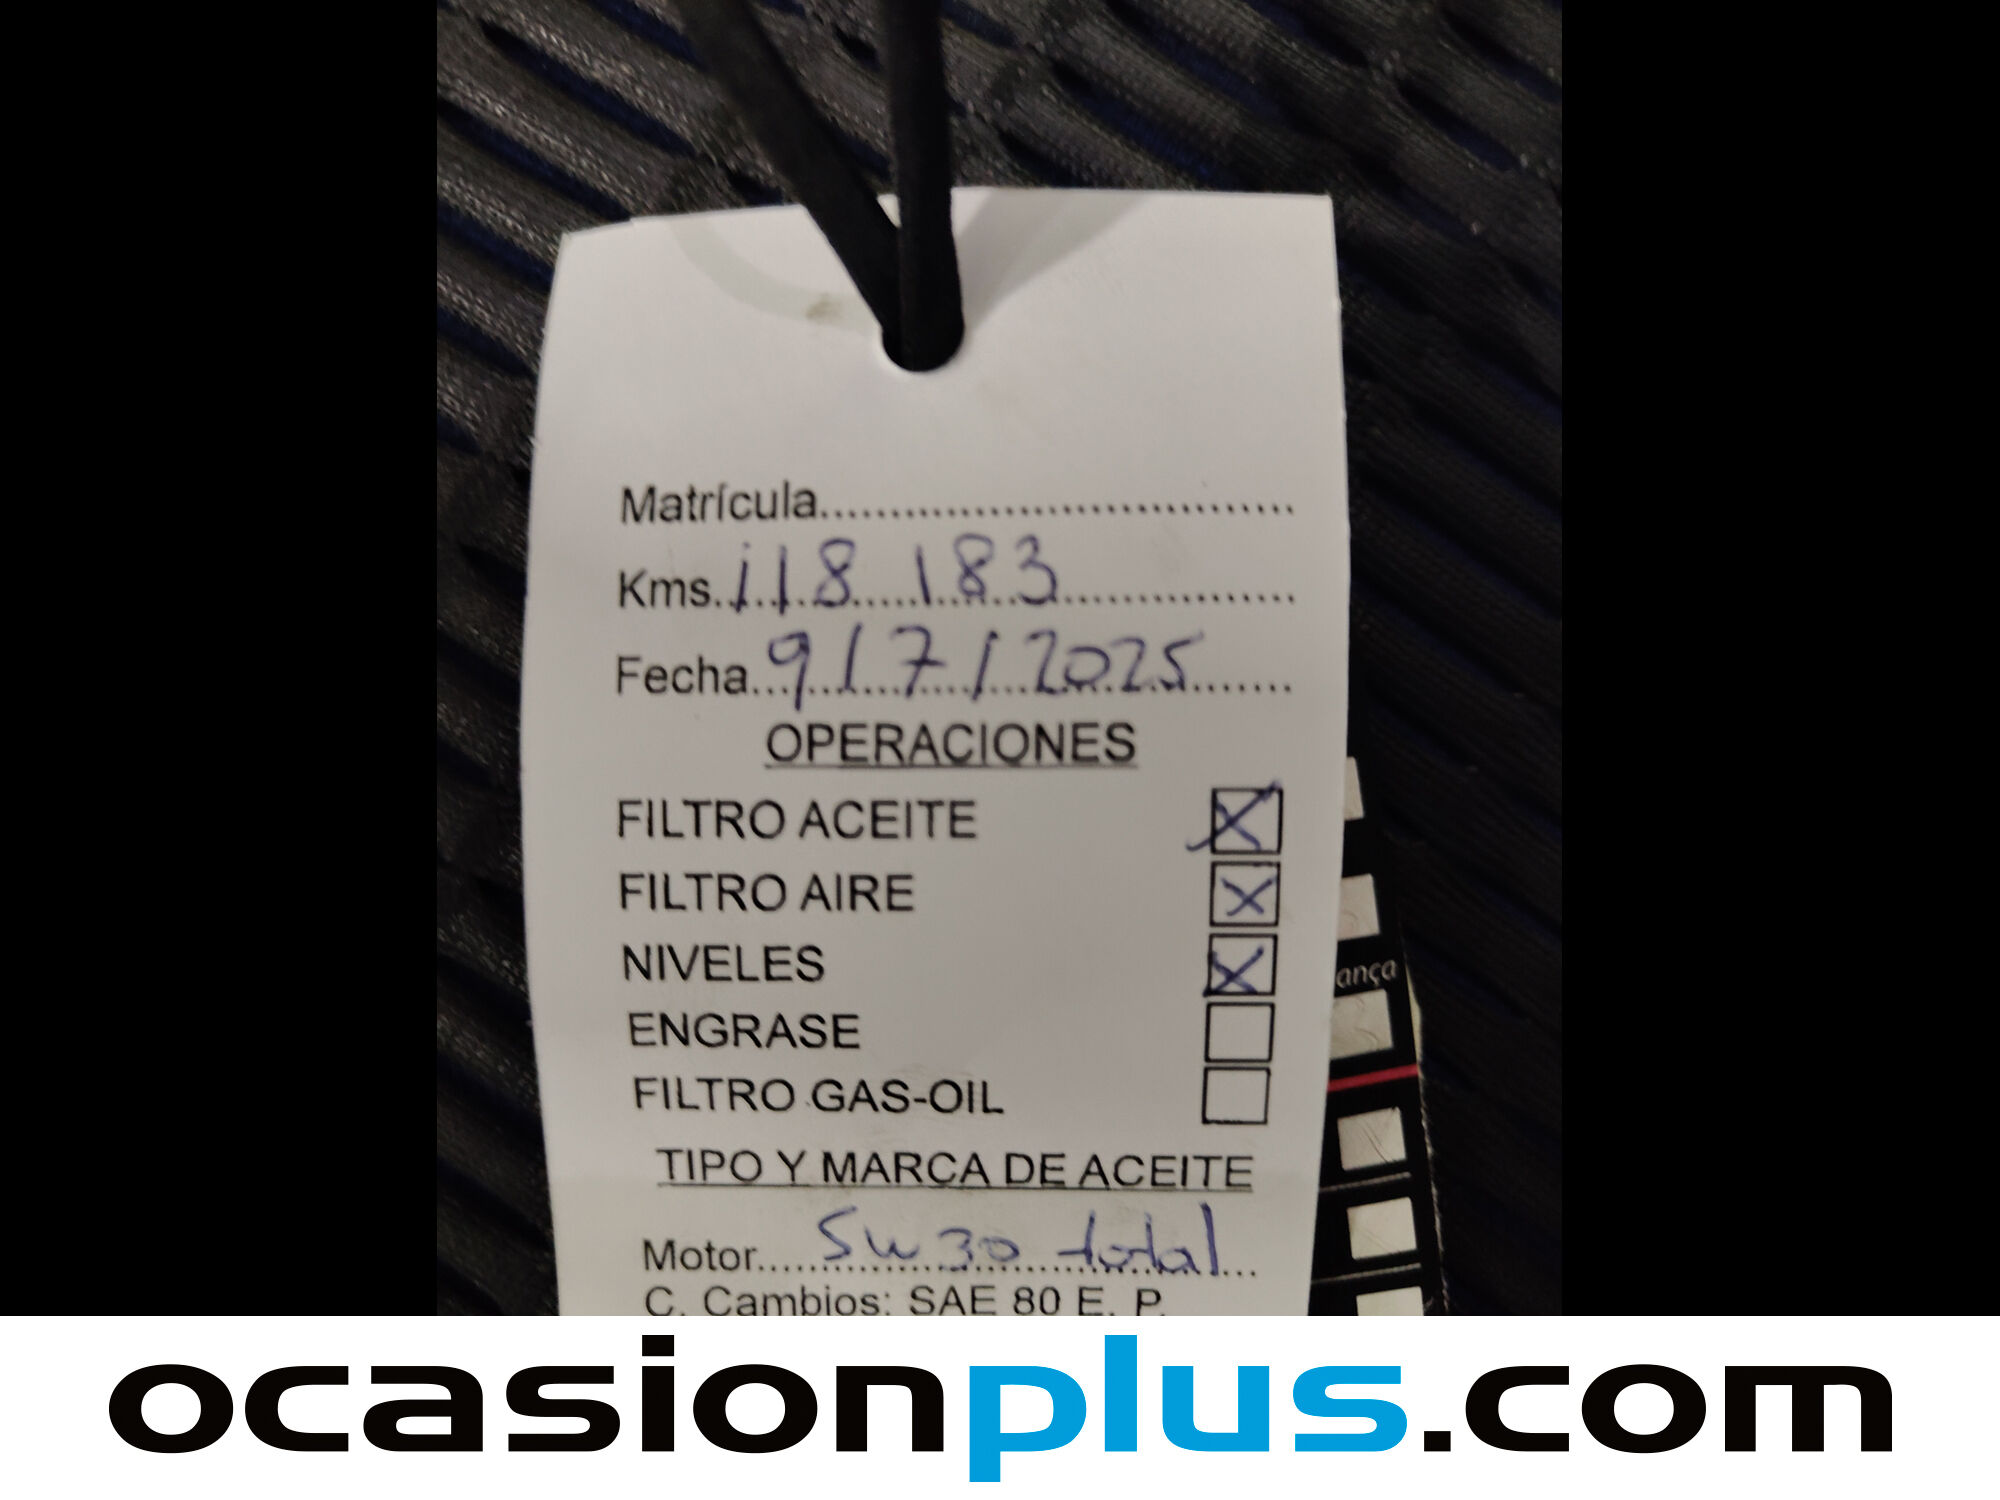 Matrícula
Kms. 118 183
Fecha 9/7/2025
OPERACIONES
FILTRO ACEITE
FILTRO AIRE
NIVELES
ENGRASE
FILTRO GAS-OIL
TIPO Y MARCA DE ACEITE
Motor 5w30 total
C. Cambios: SAE 80 E. P.
ança
ocasionplus.com